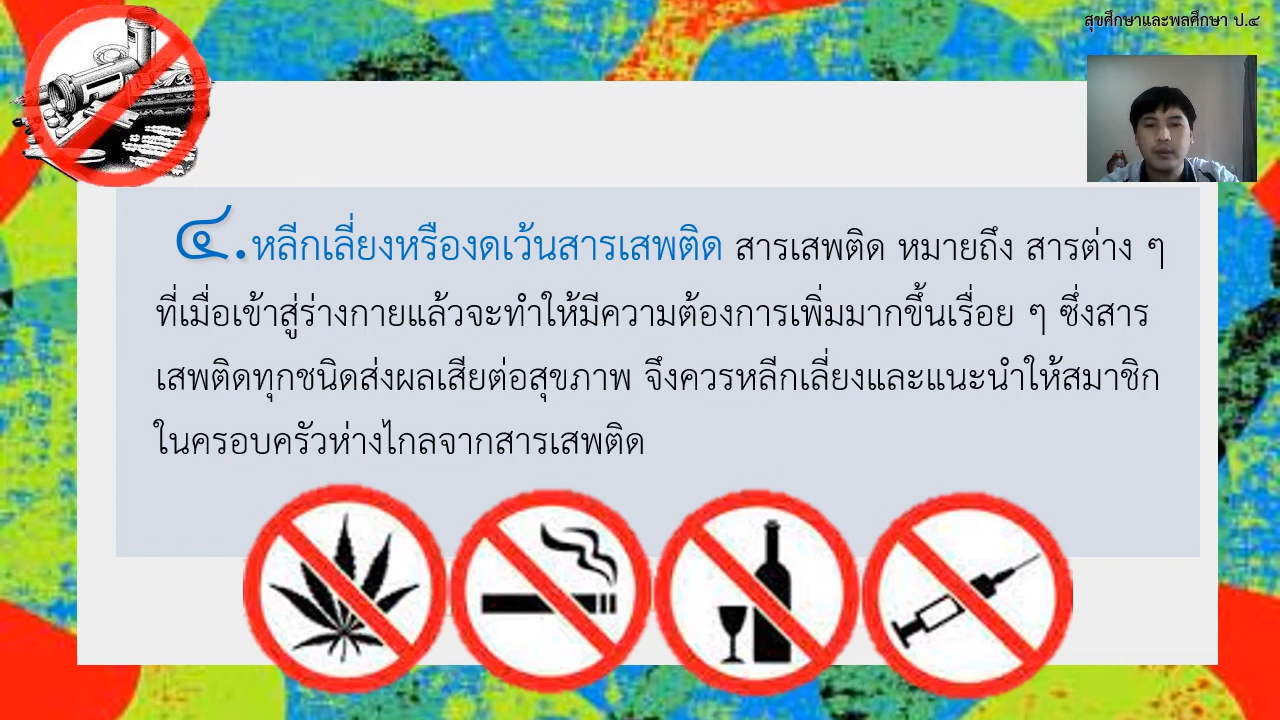 สุขศึกษาและพลศึกษา ป.๔
๔.หลีกเลี่ยงหรืองดเว้นสารเสพติด สารเสพติด หมายถึง สารต่าง ๆ
ที่เมื่อเข้าสู่ร่างกายแล้วจะทำให้มีความต้องการเพิ่มมากขึ้นเรื่อย ๆ ซึ่งสาร
เสพติดทุกชนิดส่งผลเสียต่อสุขภาพ จึงควรหลีกเลี่ยงและแนะนำให้สมาชิก
ในครอบครัวห่างไกลจากสารเสพติด